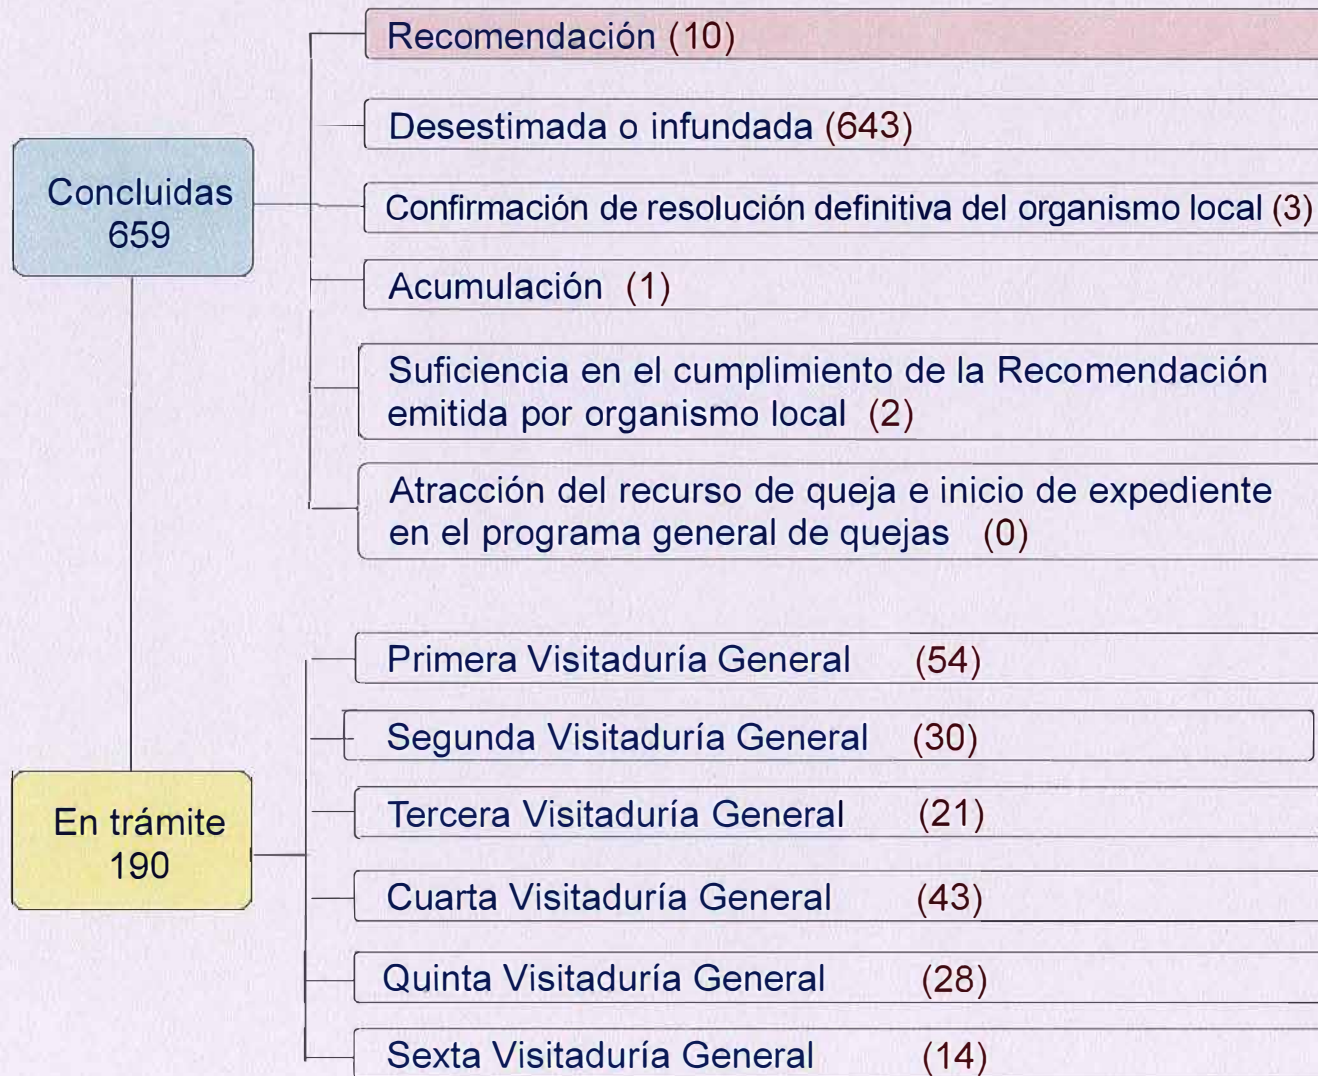 Concluidas
659
Recomendación (10)
Desestimada o infundada (643)
Confirmación de resolución definitiva del organismo local (3)
Acumulación (1)
Suficiencia en el cumplimiento de la Recomendación
emitida por organismo local (2)
Atracción del recurso de queja e inicio de expediente
en el programa general de quejas (0)
En trámite
190
Primera Visitaduría General (54)
Segunda Visitaduría General (30)
Tercera Visitaduría General (21)
Cuarta Visitaduría General (43)
Quinta Visitaduría General (28)
Sexta Visitaduría General (14)